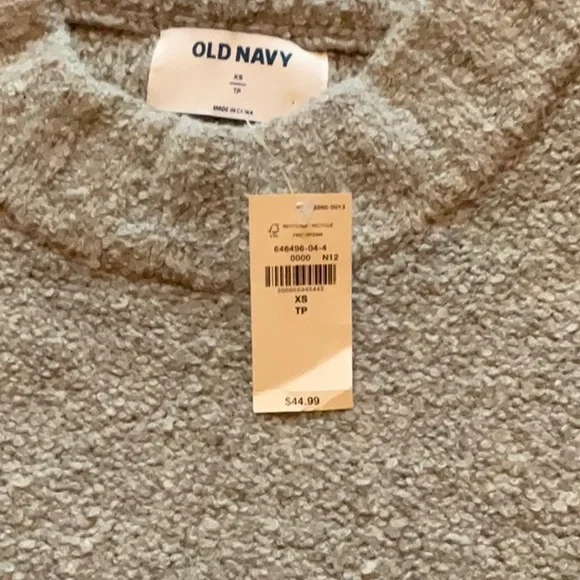 OLD NAVY
XS
TP
MADE IN CHINA
646496-04-4
0000 N12
XS
TP
$44.99